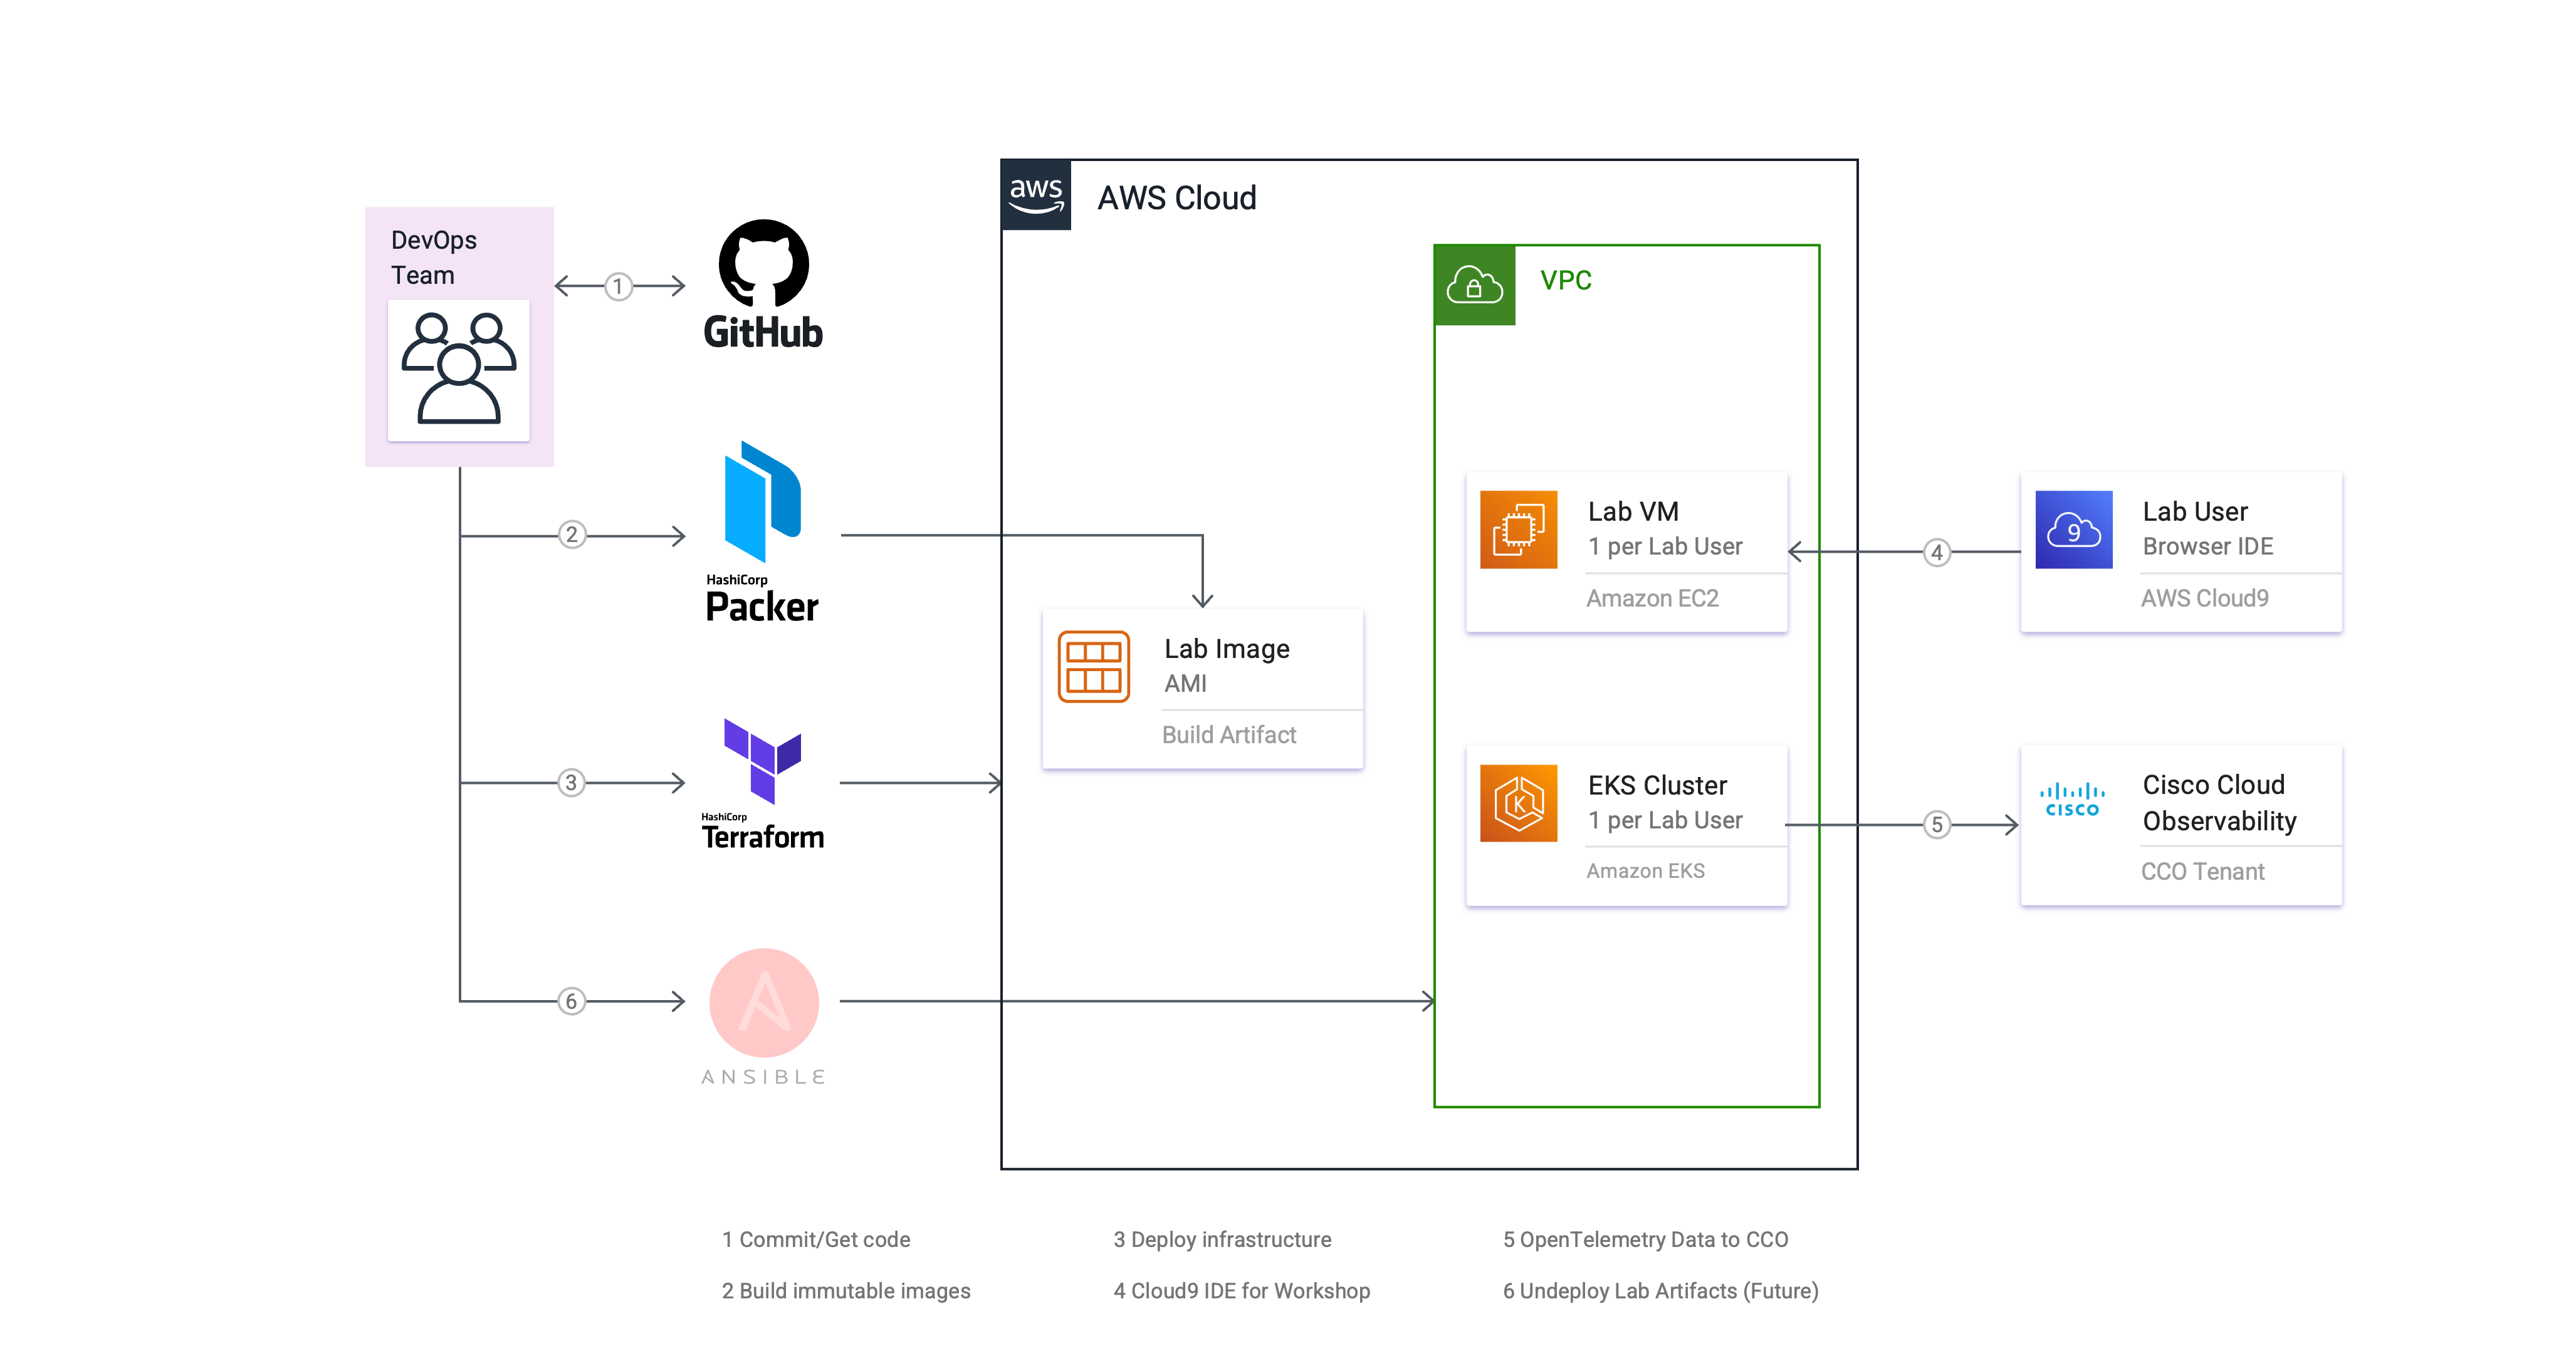 aws
AWS Cloud
DevOps
Team
1
GitHub
VPC
2
HashiCorp
Packer
Lab Image
AMI
Build Artifact
Lab VM
1 per Lab User
Amazon EC2
4
9
Lab User
Browser IDE
AWS Cloud9
3
HashiCorp
Terraform
K
EKS Cluster
1 per Lab User
Amazon EKS
5
CISCO
Cisco Cloud
Observability
CCO Tenant
6
A
ANSIBLE
1 Commit/Get code
3 Deploy infrastructure
5 OpenTelemetry Data to CCO
2 Build immutable images
4 Cloud9 IDE for Workshop
6 Undeploy Lab Artifacts (Future)